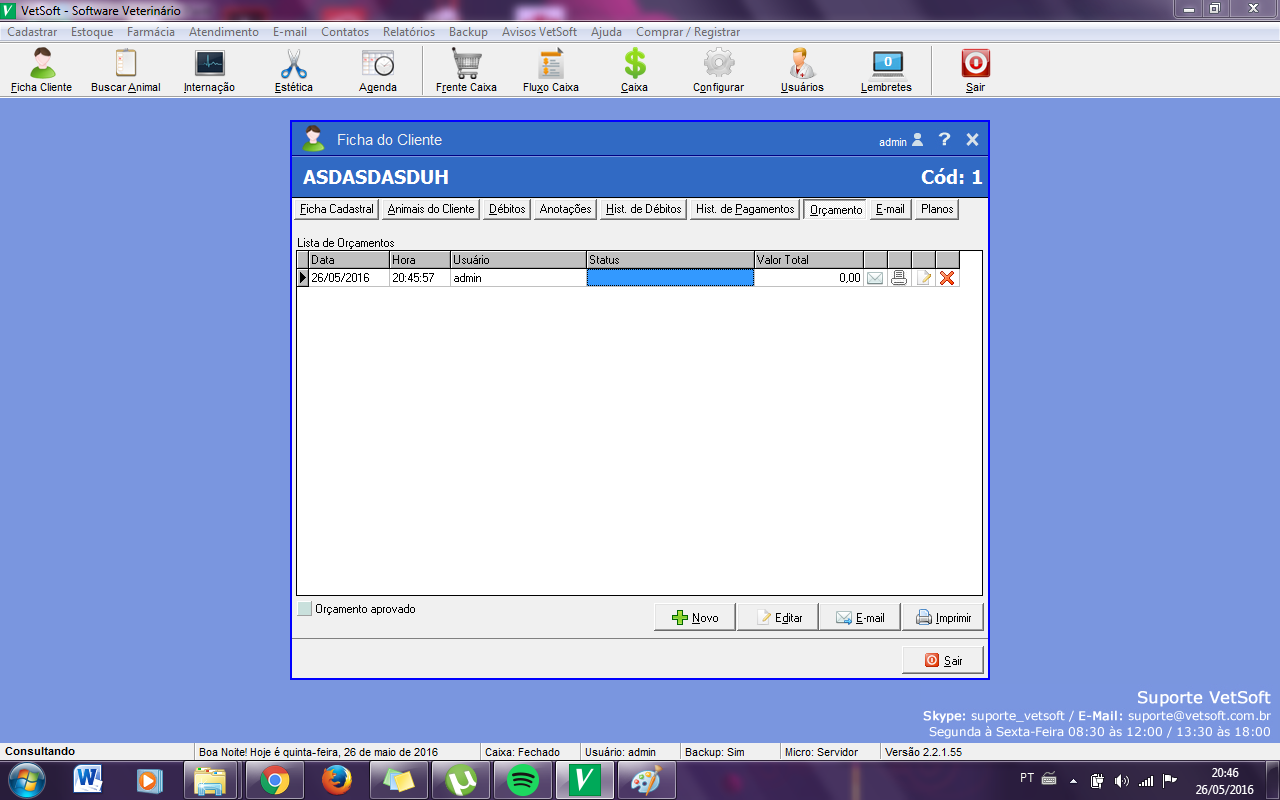 VetSoft - Software Veterinário
Cadastrar Estoque Farmácia Atendimento E-mail Contatos Relatórios Backup Avisos VetSoft Ajuda Comprar / Registrar
Ficha Cliente Buscar Animal Internação Estética Agenda Frente Caixa Fluxo Caixa Caixa Configurar Usuários 0 Lembretes Sair
Ficha do Cliente admin ?
ASDASDASDUH Cód: 1
Ficha Cadastral Animais do Cliente Débitos Anotações Hist. de Débitos Hist. de Pagamentos Orçamento E-mail Planos
Lista de Orçamentos
Data Hora Usuário Status Valor Total
26/05/2016 20:45:57 admin 0,00
Orçamento aprovado
Novo Editar E-mail Imprimir
Sair
Suporte VetSoft
Skype: suporte_vetsoft / E-Mail: suporte@vetsoft.com.br
Segunda à Sexta-Feira 08:30 às 12:00 / 13:30 às 18:00
Consultando Boa Noite! Hoje é quinta-feira, 26 de maio de 2016 Caixa: Fechado Usuário: admin Backup: Sim Micro: Servidor Versão 2.2.1.55
PT 20:46
26/05/2016